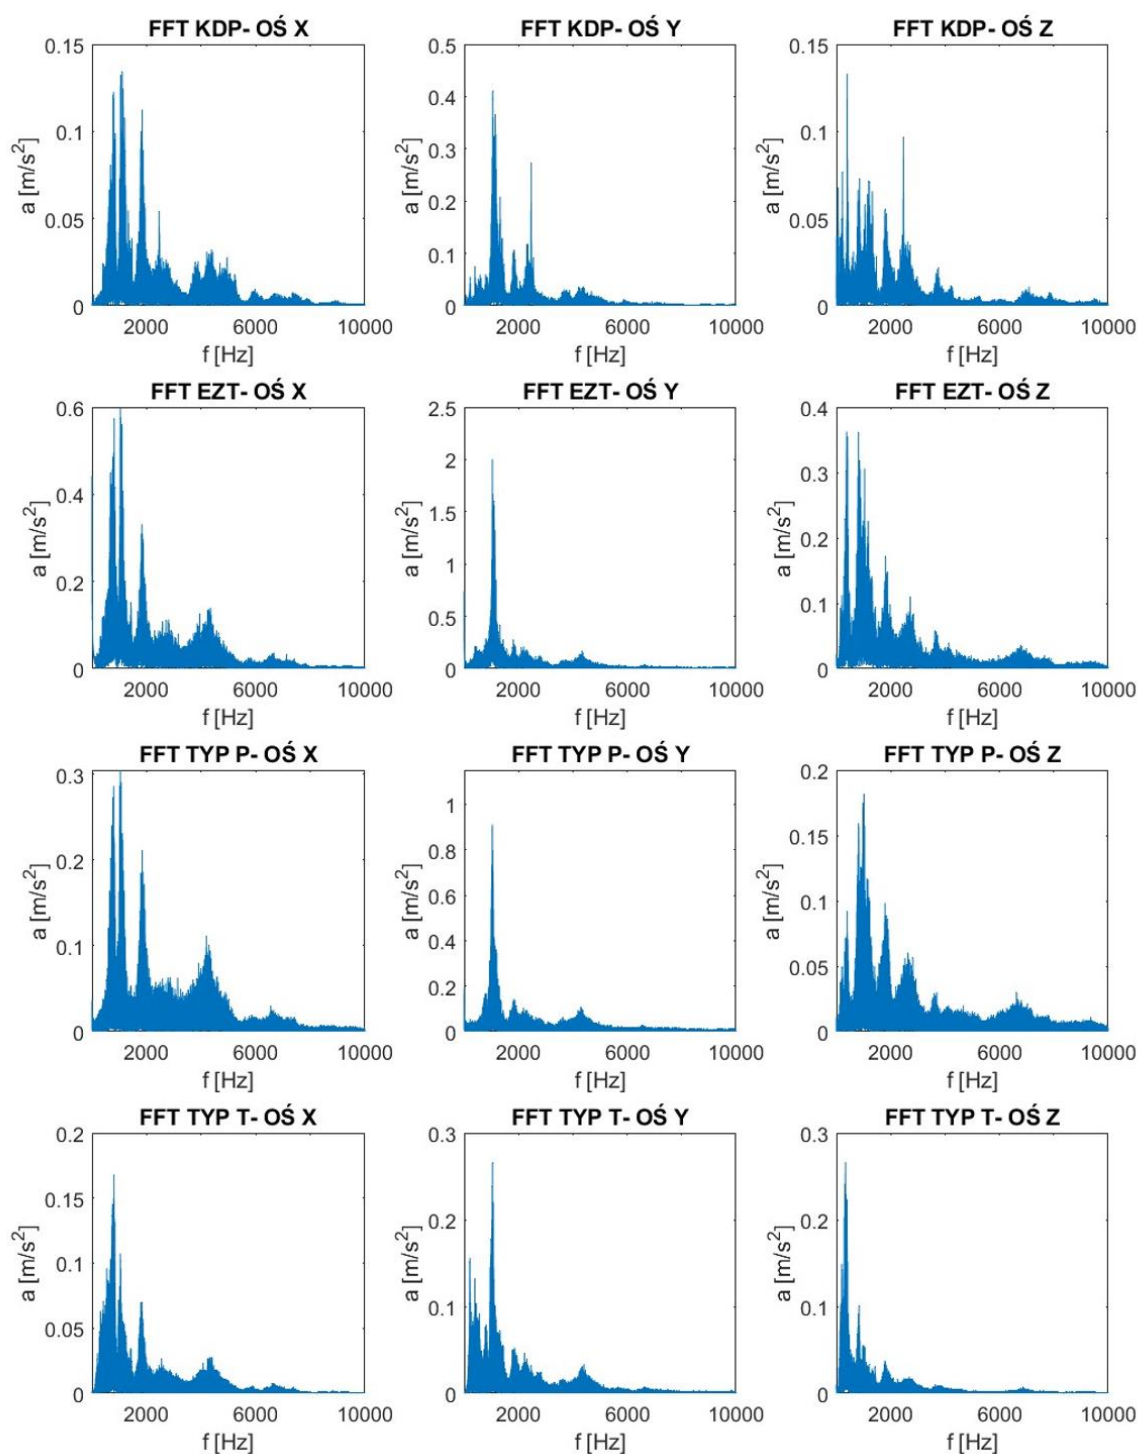 FFT KDP- OŚ X
0.15
0.1
0.05
0
a [m/s²]
2000 6000 10000
f [Hz]
FFT KDP- OŚ Y
0.5
0.4
0.3
0.2
0.1
0
a [m/s²]
2000 6000 10000
f [Hz]
FFT KDP- OŚ Z
0.15
0.1
0.05
0
a [m/s²]
2000 6000 10000
f [Hz]
FFT EZT- OŚ X
0.6
0.4
0.2
0
a [m/s²]
2000 6000 10000
f [Hz]
FFT EZT- OŚ Y
2.5
2
1.5
1
0.5
0
a [m/s²]
2000 6000 10000
f [Hz]
FFT EZT- OŚ Z
0.4
0.3
0.2
0.1
0
a [m/s²]
2000 6000 10000
f [Hz]
FFT TYP P- OŚ X
0.3
0.2
0.1
0
a [m/s²]
2000 6000 10000
f [Hz]
FFT TYP P- OŚ Y
1
0.8
0.6
0.4
0.2
0
a [m/s²]
2000 6000 10000
f [Hz]
FFT TYP P- OŚ Z
0.2
0.15
0.1
0.05
0
a [m/s²]
2000 6000 10000
f [Hz]
FFT TYP T- OŚ X
0.2
0.15
0.1
0.05
0
a [m/s²]
2000 6000 10000
f [Hz]
FFT TYP T- OŚ Y
0.3
0.2
0.1
0
a [m/s²]
2000 6000 10000
f [Hz]
FFT TYP T- OŚ Z
0.3
0.2
0.1
0
a [m/s²]
2000 6000 10000
f [Hz]